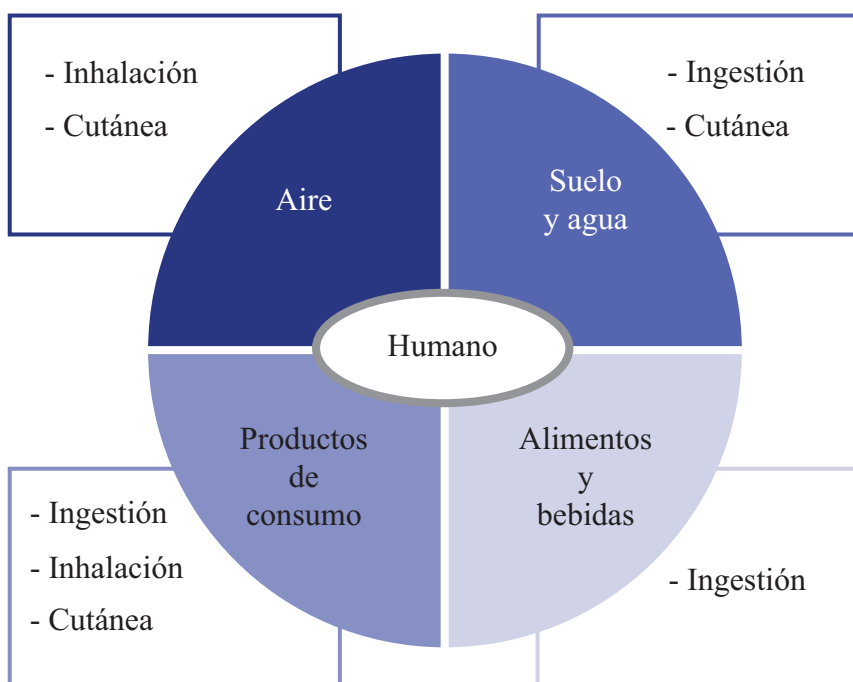 - Inhalación
- Cutánea
- Ingestión
- Cutánea
Aire
Suelo
y agua
Humano
Productos
de
consumo
Alimentos
y
bebidas
- Ingestión
- Inhalación
- Cutánea
- Ingestión